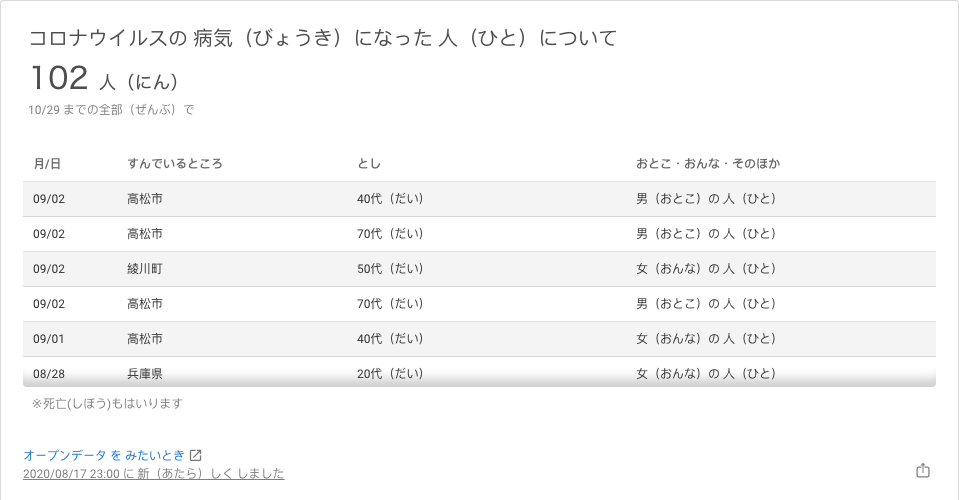 コロナウイルスの 病気（びょうき）になった 人（ひと）について
102 人（にん）
10/29 までの全部（ぜんぶ）で
月/日 すんでいるところ とし おとこ・おんな・そのほか
09/02 高松市 40代（だい） 男（おとこ）の 人（ひと）
09/02 高松市 70代（だい） 男（おとこ）の 人（ひと）
09/02 綾川町 50代（だい） 女（おんな）の 人（ひと）
09/02 高松市 70代（だい） 男（おとこ）の 人（ひと）
09/01 高松市 40代（だい） 女（おんな）の 人（ひと）
08/28 兵庫県 20代（だい） 女（おんな）の 人（ひと）
※死亡(しぼう)もはいります
オープンデータ を みたいとき
2020/08/17 23:00 に 新（あたら）しく しました